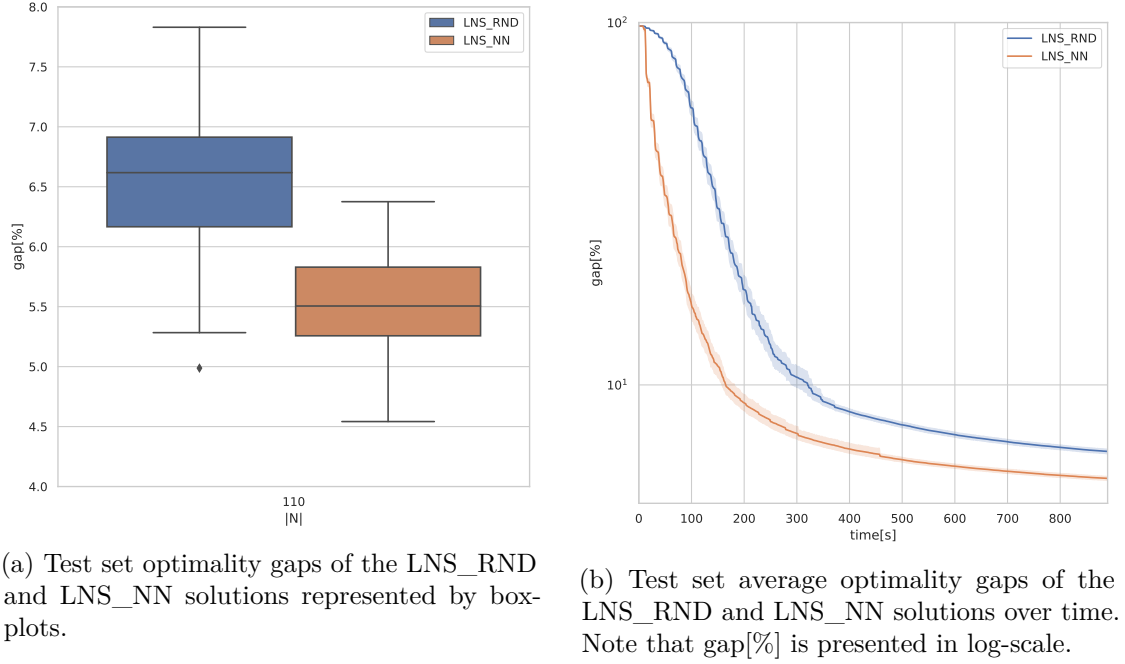 8.0
7.5
7.0
6.5
6.0
5.5
5.0
4.5
4.0
gap[%]
LNS_RND
LNS_NN
110
|N|
(a) Test set optimality gaps of the LNS_RND
and LNS_NN solutions represented by box-
plots.
10²
10¹
gap[%]
LNS_RND
LNS_NN
0 100 200 300 400 500 600 700 800
time[s]
(b) Test set average optimality gaps of the
LNS_RND and LNS_NN solutions over time.
Note that gap[%] is presented in log-scale.